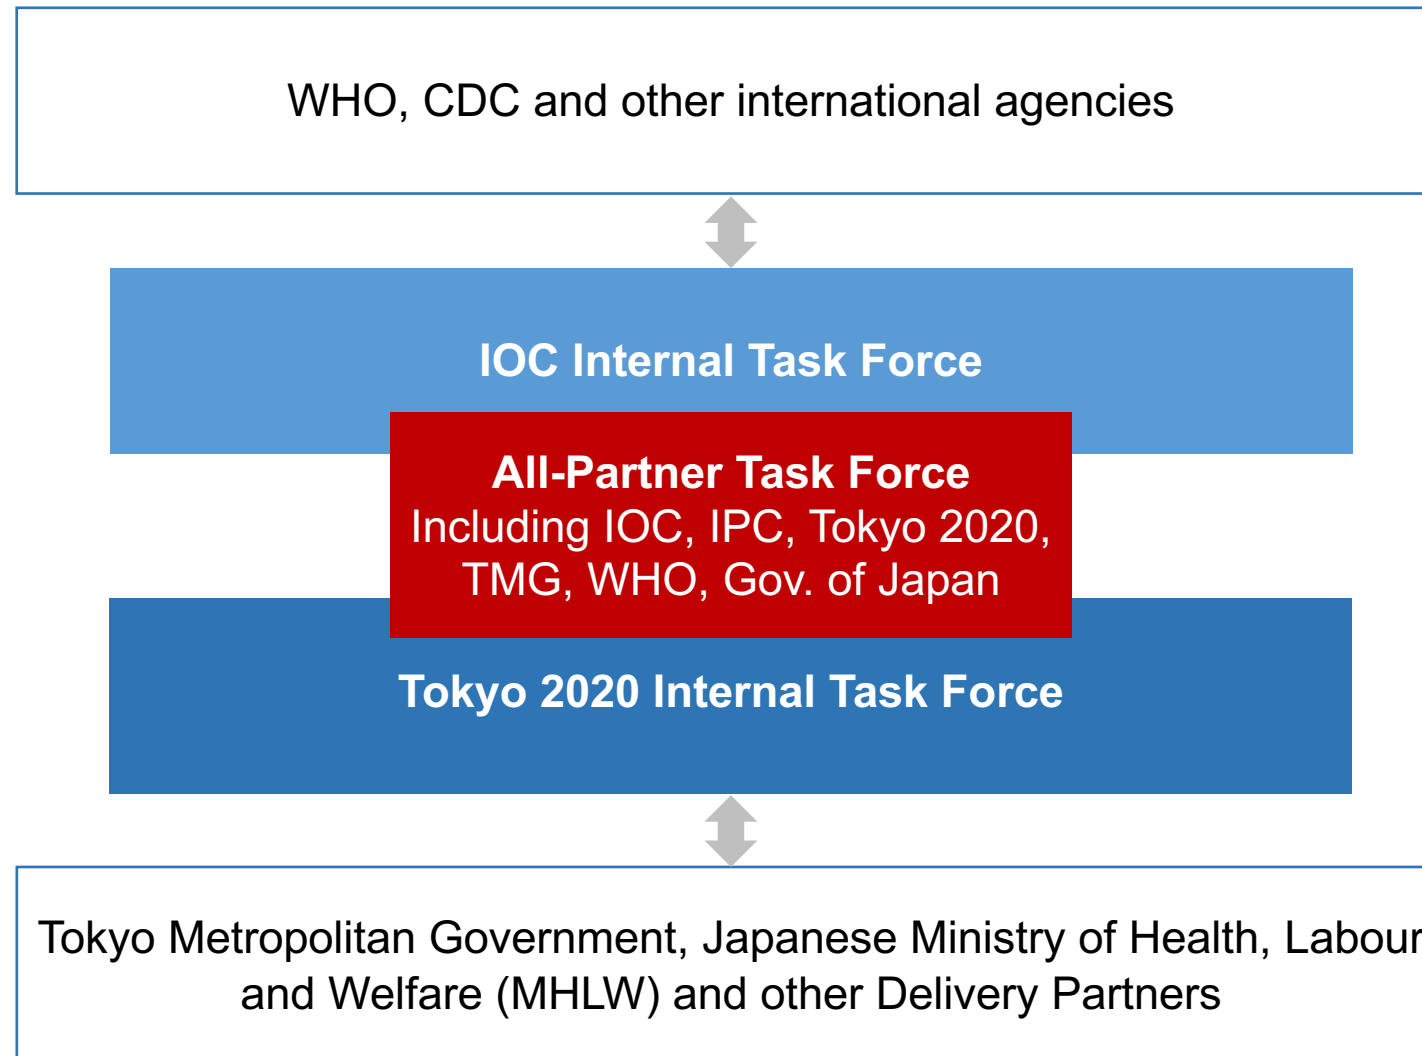 WHO, CDC and other international agencies
IOC Internal Task Force
All-Partner Task Force
Including IOC, IPC, Tokyo 2020,
TMG, WHO, Gov. of Japan
Tokyo 2020 Internal Task Force
Tokyo Metropolitan Government, Japanese Ministry of Health, Labour
and Welfare (MHLW) and other Delivery Partners